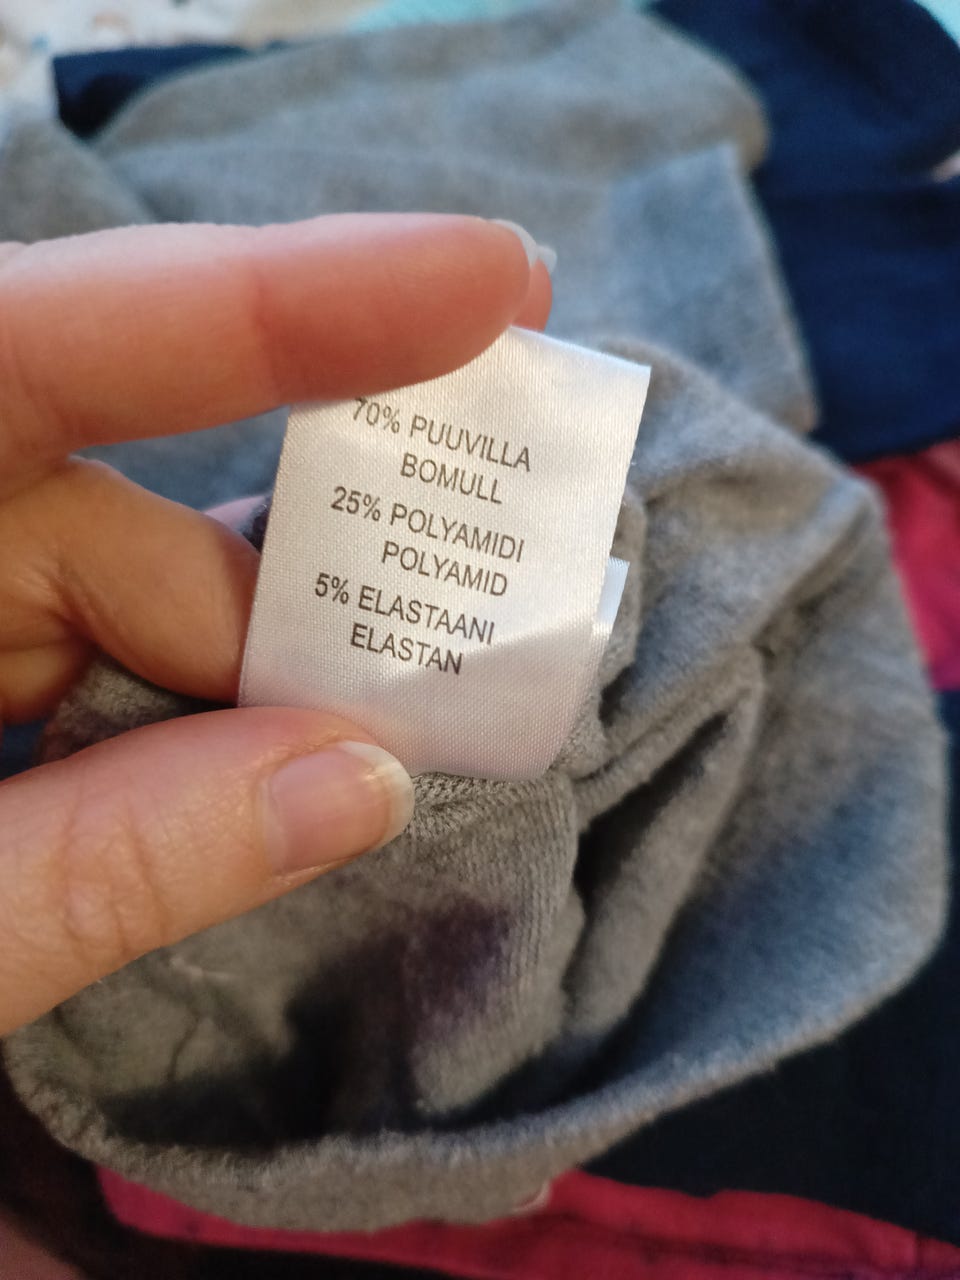 70% PUUVILLA
BOMULL
25% POLYAMIDI
POLYAMID
5% ELASTAANI
ELASTAN